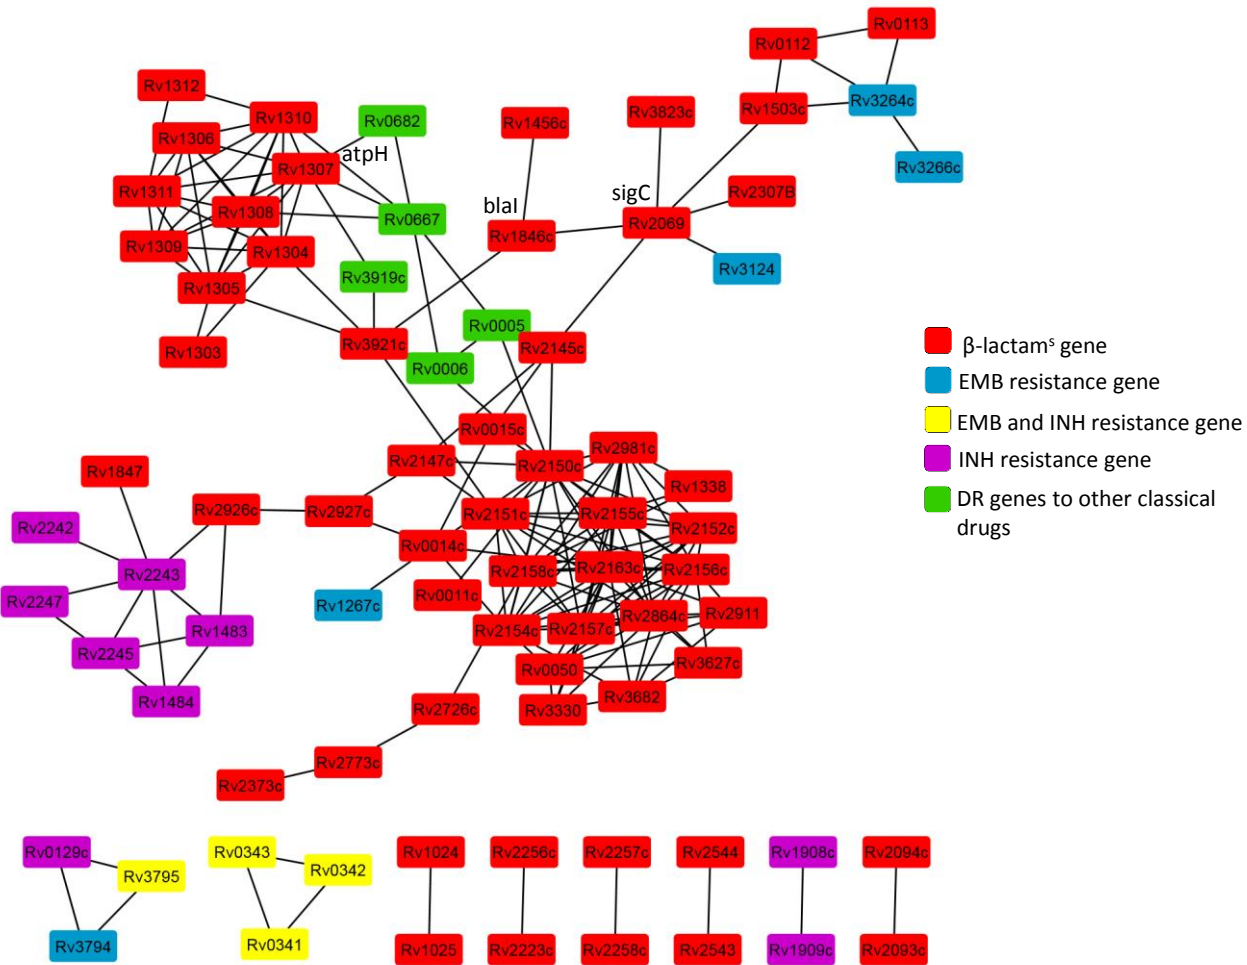 Rv0113
Rv0112
Rv1312
Rv3264c
Rv1503c
Rv3823c
Rv1310
Rv0682
Rv1456c
Rv1306
atpH
Rv1307
Rv3266c
Rv1311
Rv2307B
sigC
blaI
Rv1308
Rv0667
Rv2069
Rv1846c
Rv1309
Rv1304
Rv3124
Rv3919c
Rv1305
Rv0005
Rv3921c
Rv2145c
Rv1303
Rv0006
β-lactamˢ gene
EMB resistance gene
EMB and INH resistance gene
INH resistance gene
DR genes to other classical
drugs
Rv0015c
Rv2981c
Rv2147c
Rv2150c
Rv1847
Rv1338
Rv2926c
Rv2927c
Rv2151c
Rv2155c
Rv2242
Rv2152c
Rv0014c
Rv2243
Rv2158c
Rv2163c
Rv2156c
Rv2247
Rv1267c
Rv0011c
Rv2864c
Rv2911
Rv1483
Rv2154c
Rv2157c
Rv2245
Rv0050
Rv3627c
Rv1484
Rv3682
Rv2726c
Rv3330
Rv2773c
Rv2373c
Rv0129c
Rv0343
Rv1024
Rv2256c
Rv2257c
Rv2544
Rv1908c
Rv2094c
Rv3795
Rv0342
Rv3794
Rv0341
Rv1025
Rv2223c
Rv2258c
Rv2543
Rv1909c
Rv2093c